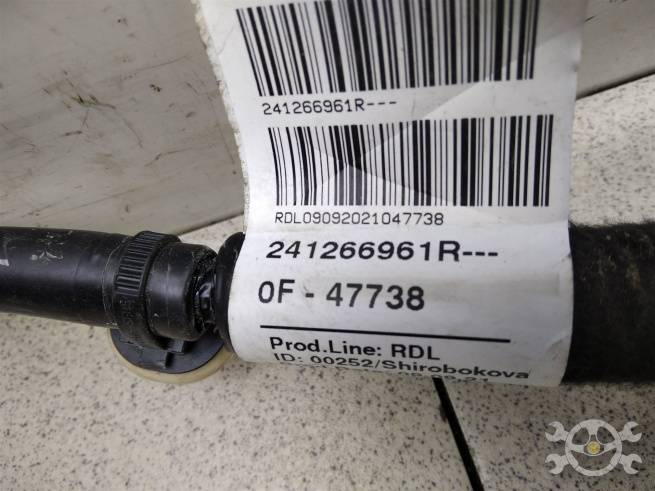 241266961R---
RDL09092021047738
241266961R---
0F - 47738
Prod.Line: RDL
ID: 00252/Shirobokova